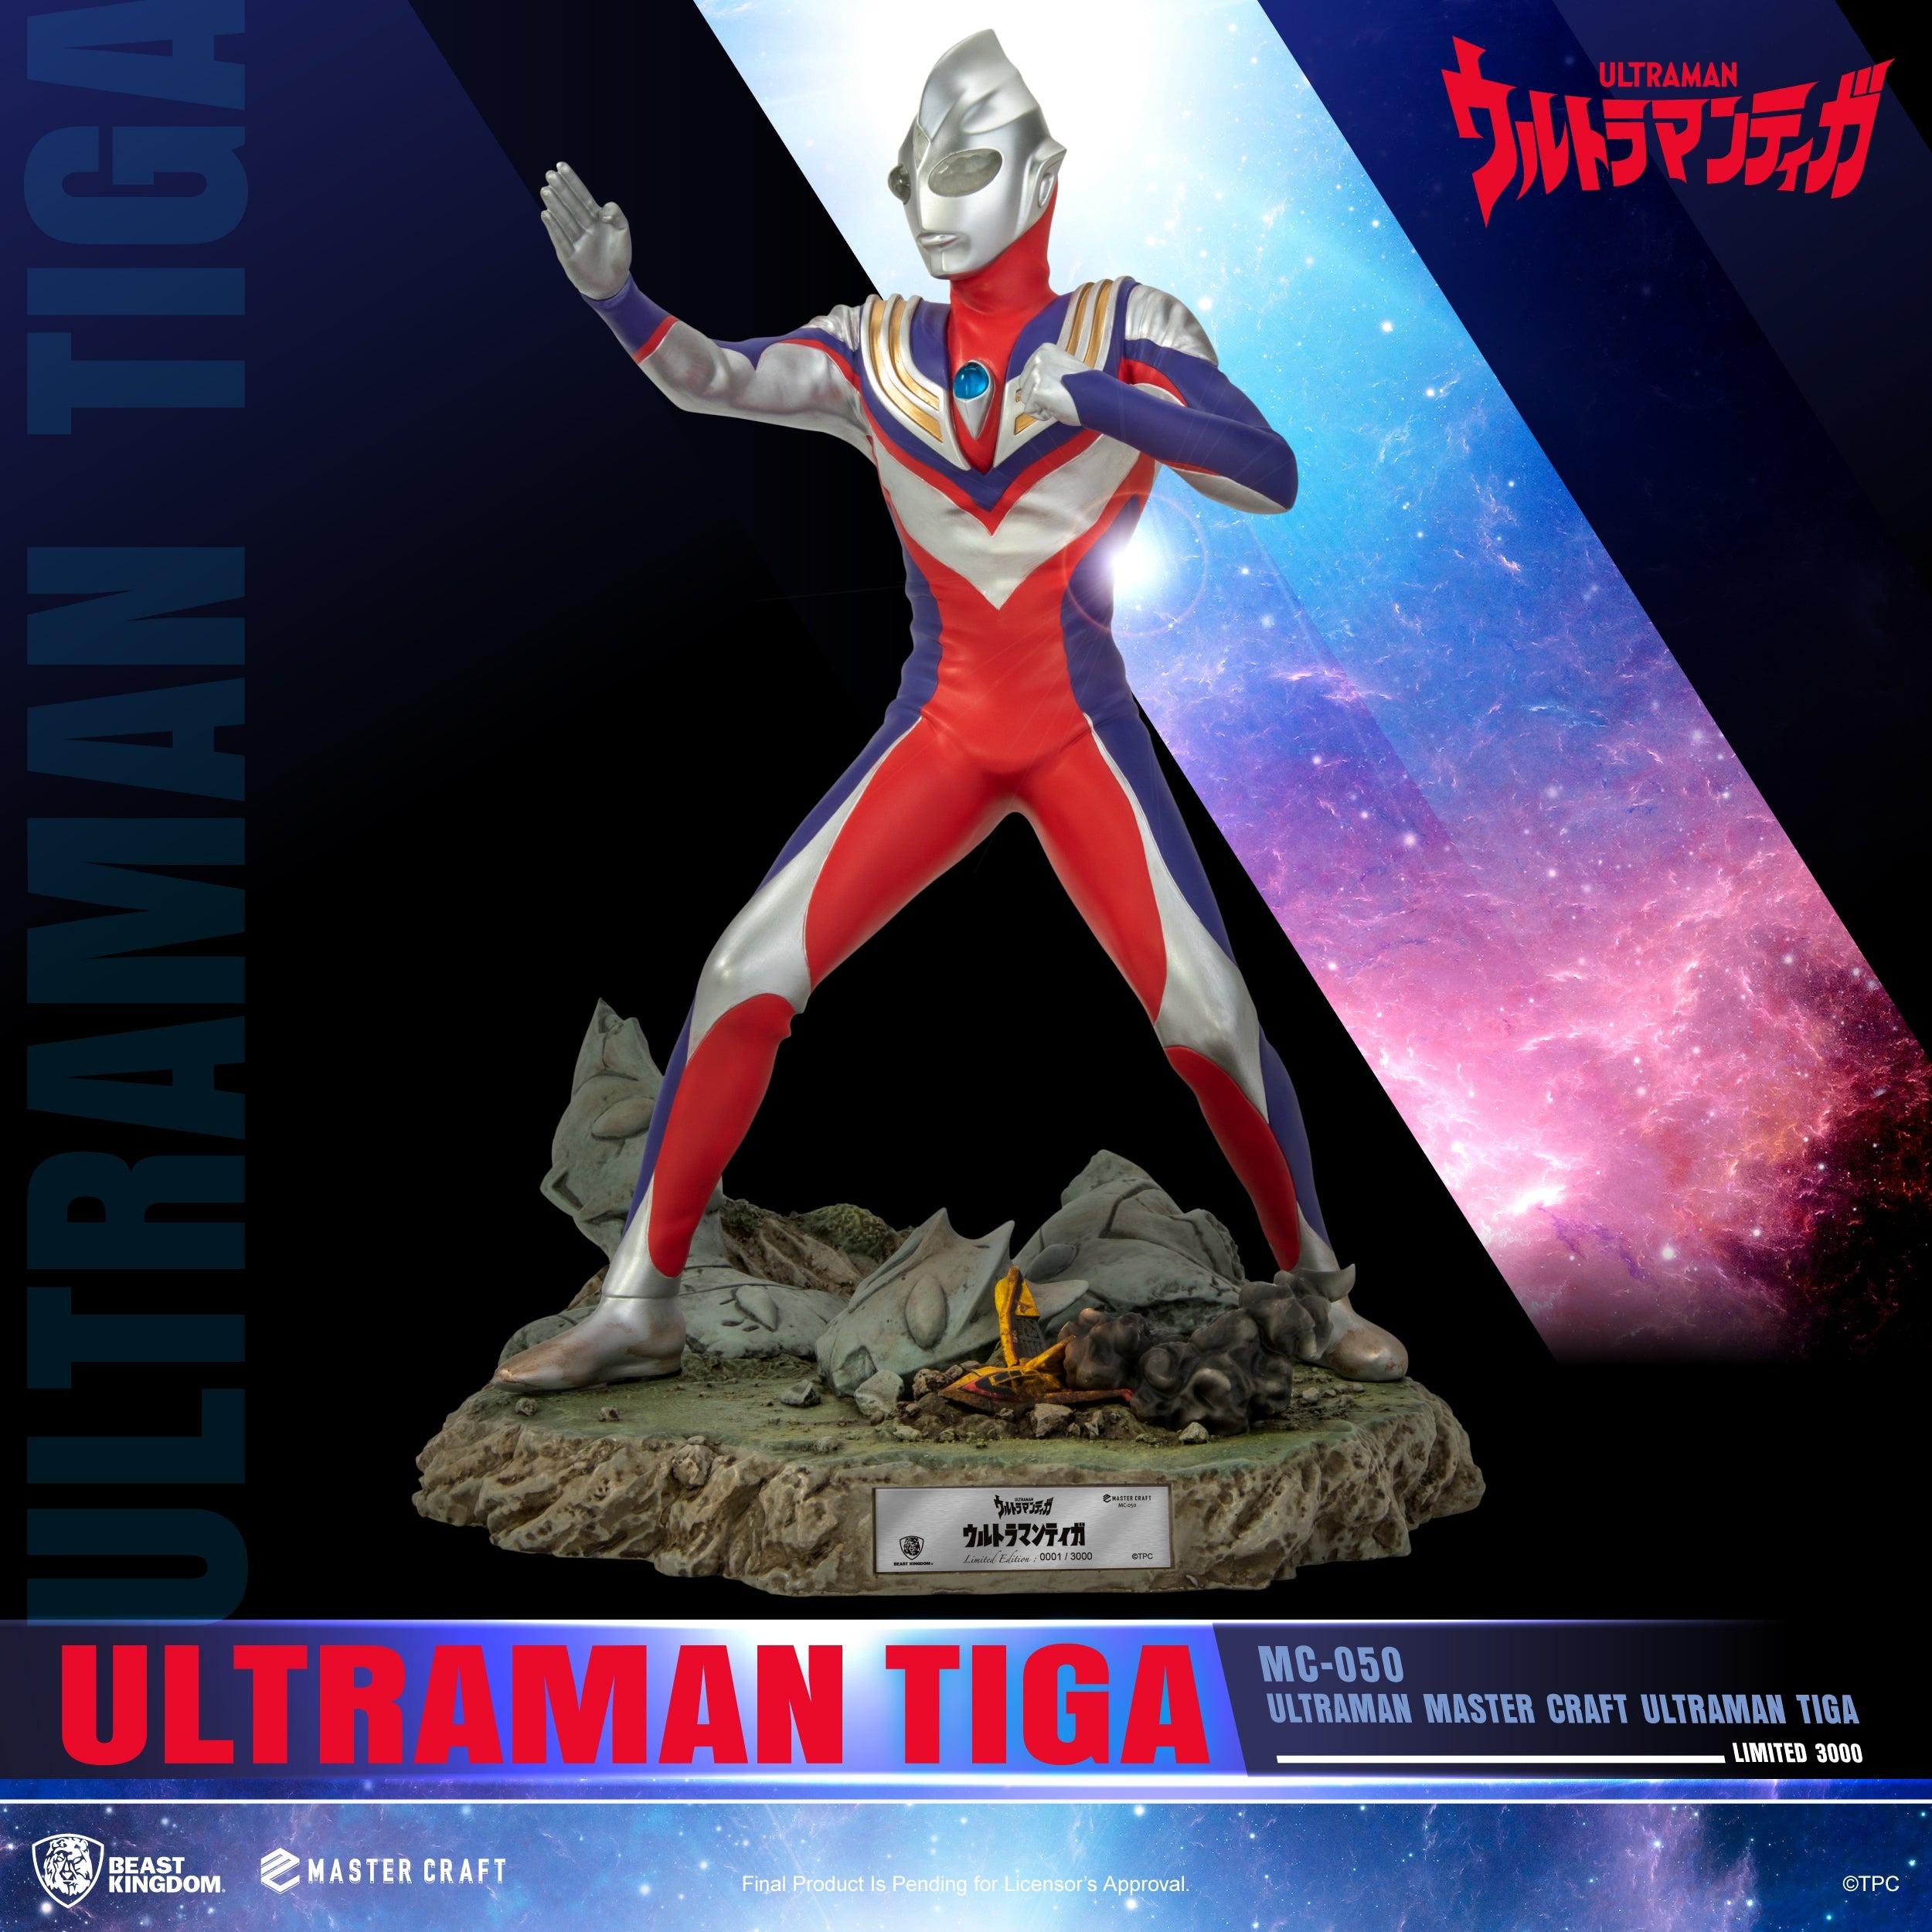 ULTRAMAN TIGA
ULTRAMAN
ウルトラマンティガ
ULTRAMAN
ウルトラマンティガ
MASTER CRAFT
MC-050
ウルトラマンティガ
BEAST KINGDOM
Limited Edition : 0001 / 3000
©TPC
ULTRAMAN TIGA
MC-050
ULTRAMAN MASTER CRAFT ULTRAMAN TIGA
LIMITED 3000
BEAST
KINGDOM.
MASTER CRAFT
Final Product Is Pending for Licensor's Approval.
©TPC